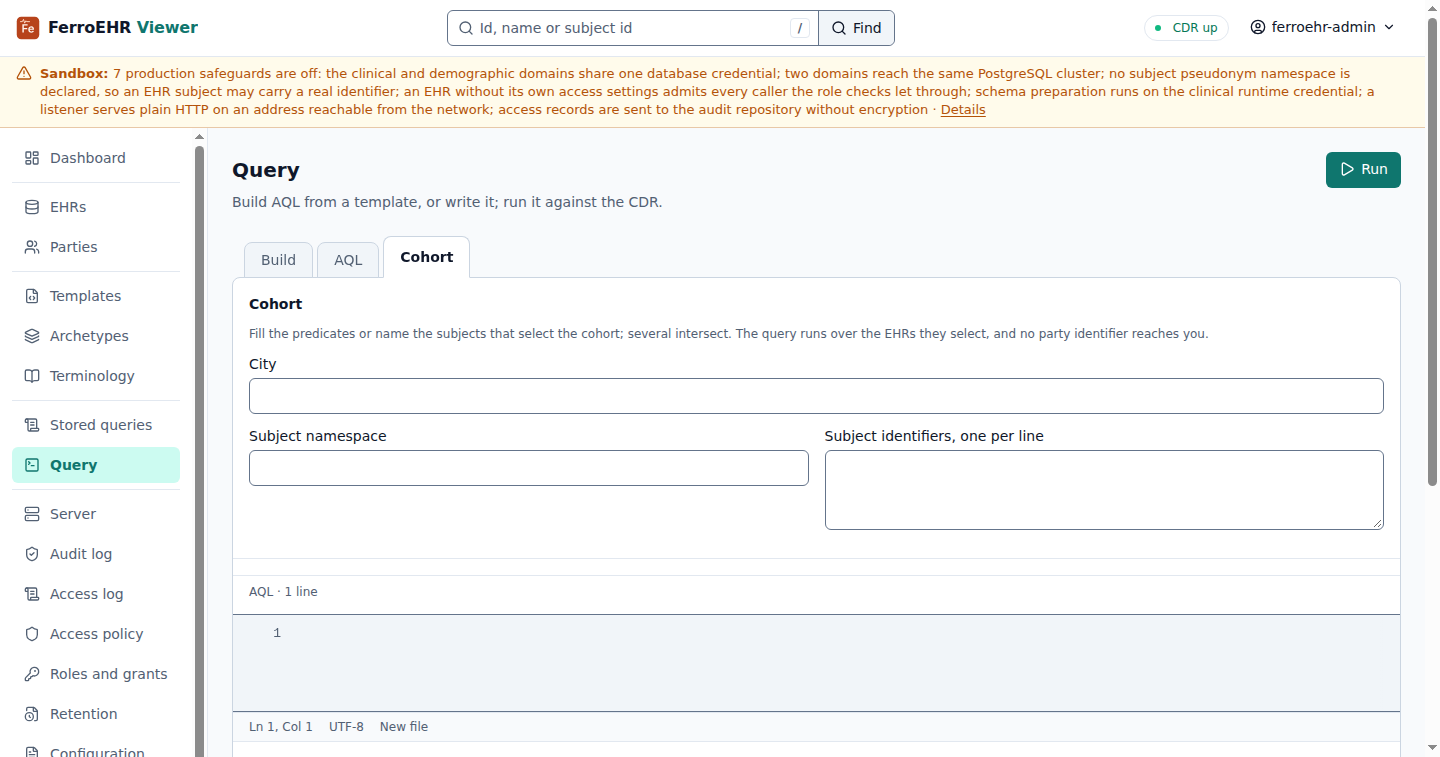 FerroEHR Viewer
Id, name or subject id
/
Find
CDR up
ferroehr-admin
Sandbox: 7 production safeguards are off: the clinical and demographic domains share one database credential; two domains reach the same PostgreSQL cluster; no subject pseudonym namespace is
declared, so an EHR subject may carry a real identifier; an EHR without its own access settings admits every caller the role checks let through; schema preparation runs on the clinical runtime credential; a
listener serves plain HTTP on an address reachable from the network; access records are sent to the audit repository without encryption · Details
Dashboard
EHRs
Parties
Templates
Archetypes
Terminology
Stored queries
Query
Server
Audit log
Access log
Access policy
Roles and grants
Retention
Configuration
Query
Run
Build AQL from a template, or write it; run it against the CDR.
Build
AQL
Cohort
Cohort
Fill the predicates or name the subjects that select the cohort; several intersect. The query runs over the EHRs they select, and no party identifier reaches you.
City
Subject namespace
Subject identifiers, one per line
AQL · 1 line
1
Ln 1, Col 1
UTF-8
New file